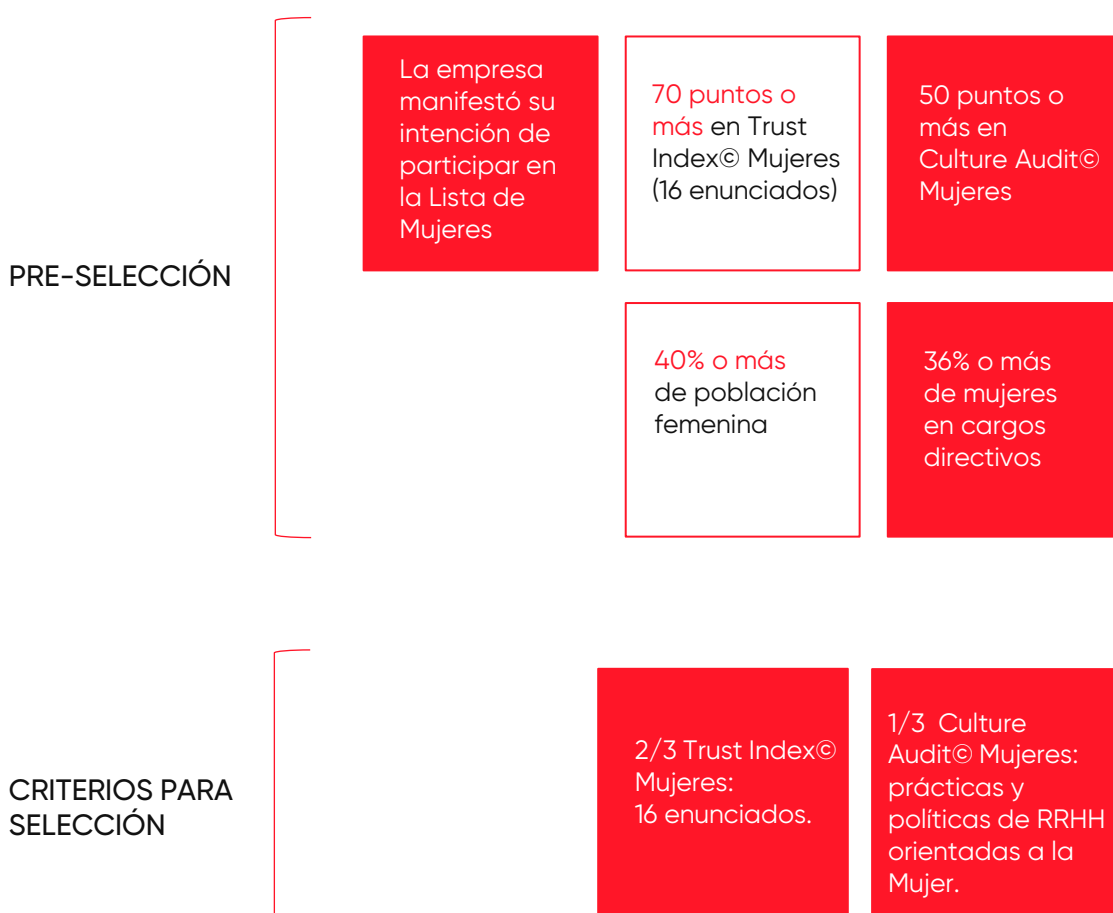 PRE-SELECCIÓN
La empresa
manifestó su
intención de
participar en
la Lista de
Mujeres
70 puntos o
más en Trust
Index© Mujeres
(16 enunciados)
50 puntos o
más en
Culture Audit©
Mujeres
40% o más
de población
femenina
36% o más
de mujeres
en cargos
directivos
CRITERIOS PARA
SELECCIÓN
2/3 Trust Index©
Mujeres:
16 enunciados.
1/3 Culture
Audit© Mujeres:
prácticas y
políticas de RRHH
orientadas a la
Mujer.